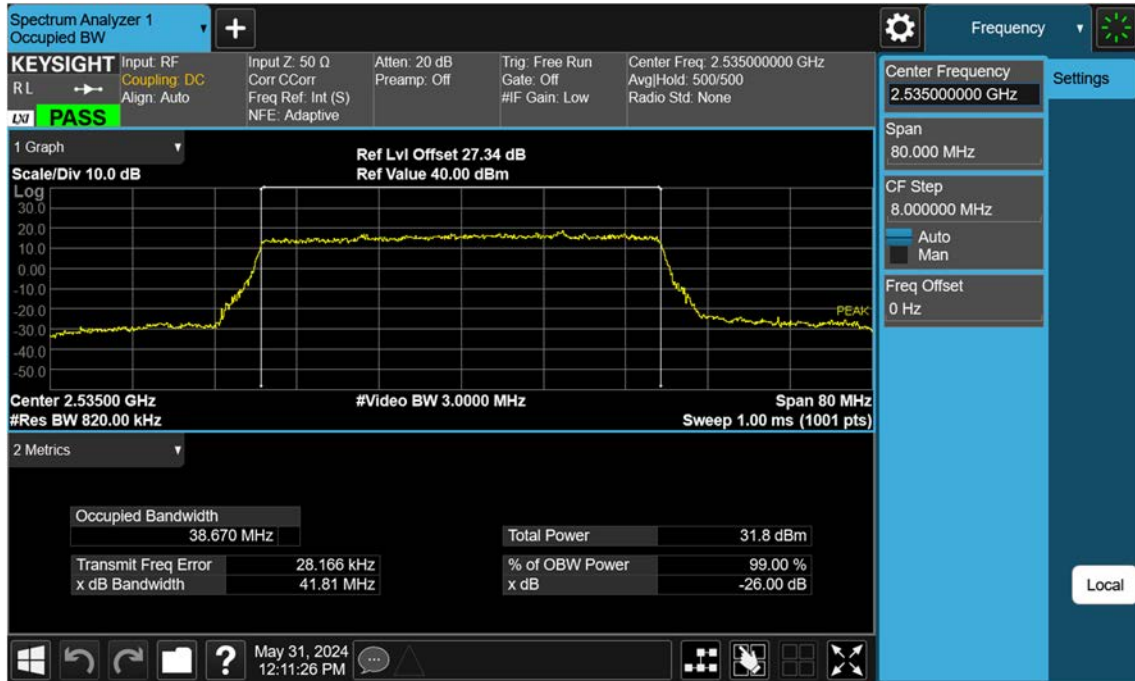 Spectrum Analyzer 1
Occupied BW
+
Frequency
KEYSIGHT
R L
LXI
PASS
Input: RF
Coupling: DC
Align: Auto
Input Z: 50 Ω
Corr CCorr
Freq Ref: Int (S)
NFE: Adaptive
Atten: 20 dB
Preamp: Off
Trig: Free Run
Gate: Off
#IF Gain: Low
Center Freq: 2.535000000 GHz
Avg|Hold: 500/500
Radio Std: None
1 Graph
Scale/Div 10.0 dB
Ref Lvl Offset 27.34 dB
Ref Value 40.00 dBm
Log
30.0
20.0
10.0
0.00
-10.0
-20.0
-30.0
-40.0
-50.0
PEAK
Center 2.53500 GHz
#Video BW 3.0000 MHz
Span 80 MHz
#Res BW 820.00 kHz
Sweep 1.00 ms (1001 pts)
2 Metrics
Occupied Bandwidth
38.670 MHz
Total Power 31.8 dBm
Transmit Freq Error 28.166 kHz
% of OBW Power 99.00 %
x dB Bandwidth 41.81 MHz
x dB -26.00 dB
?
May 31, 2024
12:11:26 PM
Center Frequency
2.535000000 GHz
Settings
Span
80.000 MHz
CF Step
8.000000 MHz
Auto
Man
Freq Offset
0 Hz
Local